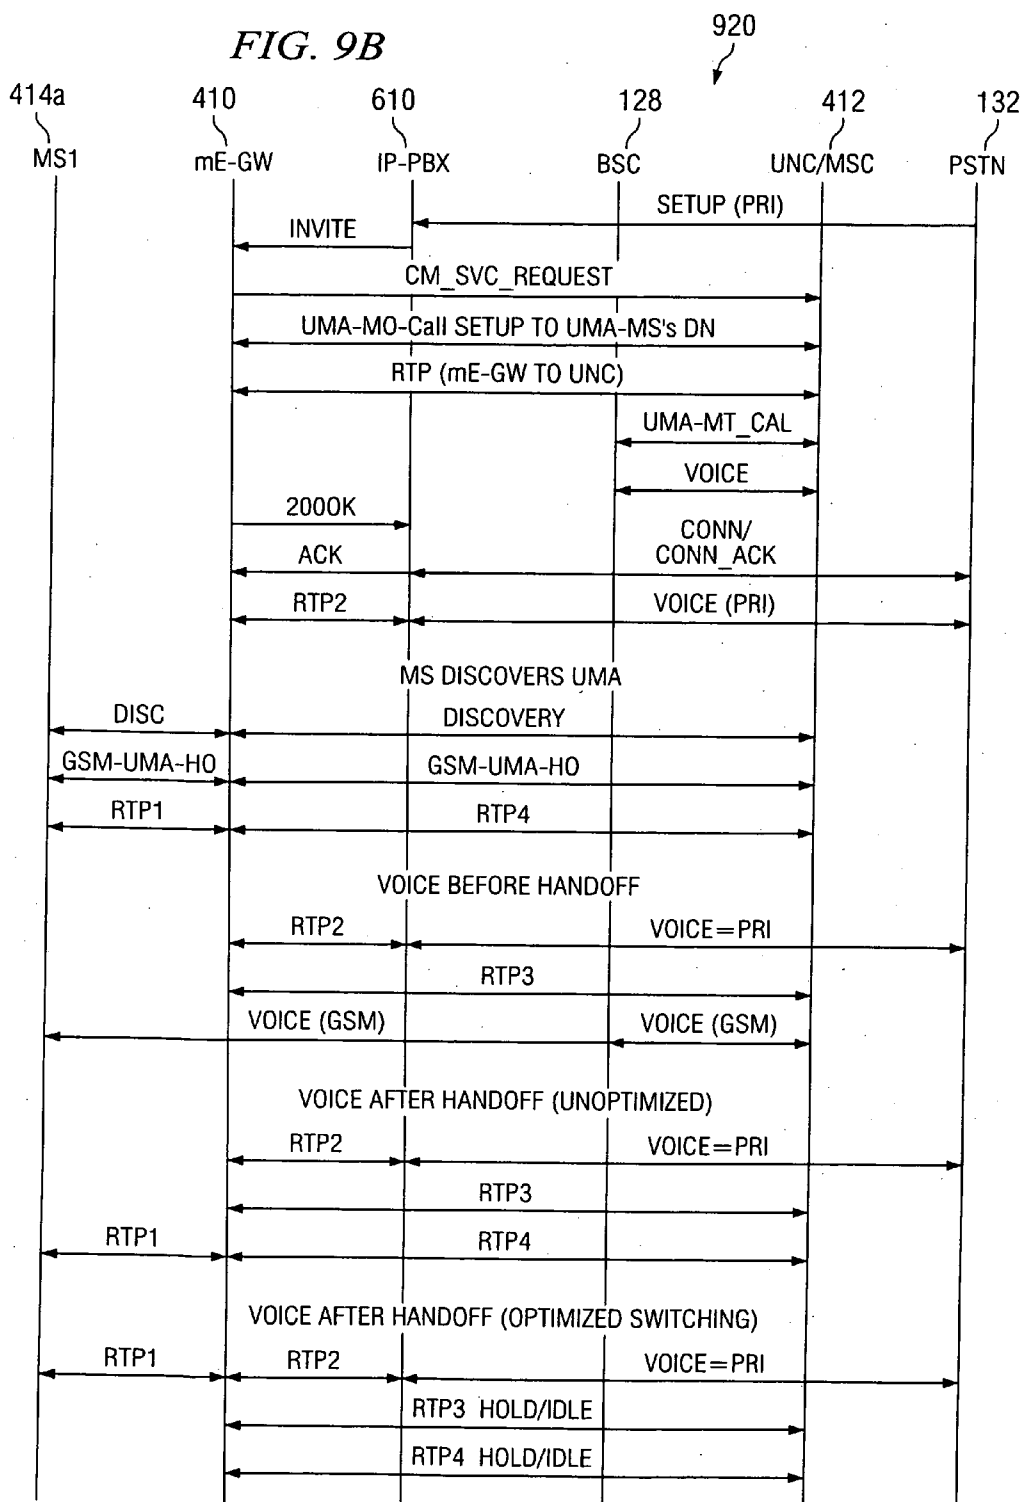 FIG. 9B
920
414a 410 610 128 412 132
MS1 mE-GW IP-PBX BSC UNC/MSC PSTN
SETUP (PRI)
INVITE
CM_SVC_REQUEST
UMA-MO-Call SETUP TO UMA-MS's DN
RTP (mE-GW TO UNC)
UMA-MT_CAL
VOICE
200OK
CONN/
ACK CONN_ACK
RTP2 VOICE (PRI)
MS DISCOVERS UMA
DISC DISCOVERY
GSM-UMA-HO GSM-UMA-HO
RTP1 RTP4
VOICE BEFORE HANDOFF
RTP2 VOICE=PRI
RTP3
VOICE (GSM) VOICE (GSM)
VOICE AFTER HANDOFF (UNOPTIMIZED)
RTP2 VOICE=PRI
RTP3
RTP1 RTP4
VOICE AFTER HANDOFF (OPTIMIZED SWITCHING)
RTP1 RTP2 VOICE=PRI
RTP3 HOLD/IDLE
RTP4 HOLD/IDLE